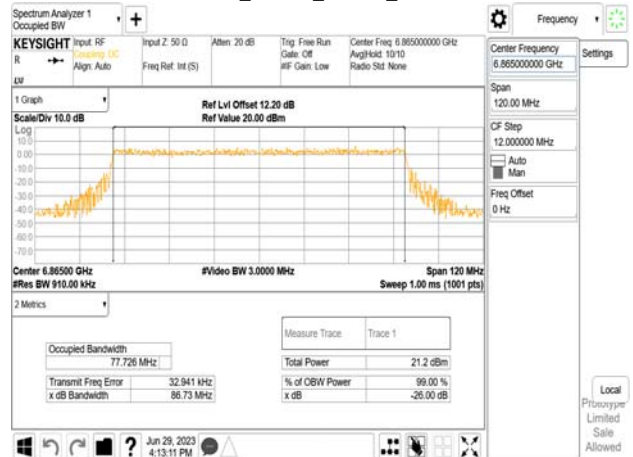 Spectrum Analyzer 1
Occupied BW
Frequency
KEYSIGHT
R
LVI
Input: RF
Coupling: DC
Align: Auto
Input Z: 50 Ω
Freq Ref: Int (S)
Atten: 20 dB
Trig: Free Run
Gate: Off
#IF Gain: Low
Center Freq: 6.865000000 GHz
Avg|Hold: 10/10
Radio Std: None
Center Frequency
6.865000000 GHz
Settings
Span
120.00 MHz
CF Step
12.000000 MHz
Auto
Man
Freq Offset
0 Hz
1 Graph
Scale/Div 10.0 dB
Ref Lvl Offset 12.20 dB
Ref Value 20.00 dBm
Log
10.0
0.00
-10.0
-20.0
-30.0
-40.0
-50.0
-60.0
-70.0
Center 6.86500 GHz
#Video BW 3.0000 MHz
Span 120 MHz
#Res BW 910.00 kHz
Sweep 1.00 ms (1001 pts)
2 Metrics
Measure Trace Trace 1
Occupied Bandwidth
77.726 MHz
Total Power 21.2 dBm
Transmit Freq Error 32.941 kHz
% of OBW Power 99.00 %
x dB Bandwidth 86.73 MHz
x dB -26.00 dB
Local
Prototype
Limited
Sale
Allowed
Jun 29, 2023
4:13:11 PM